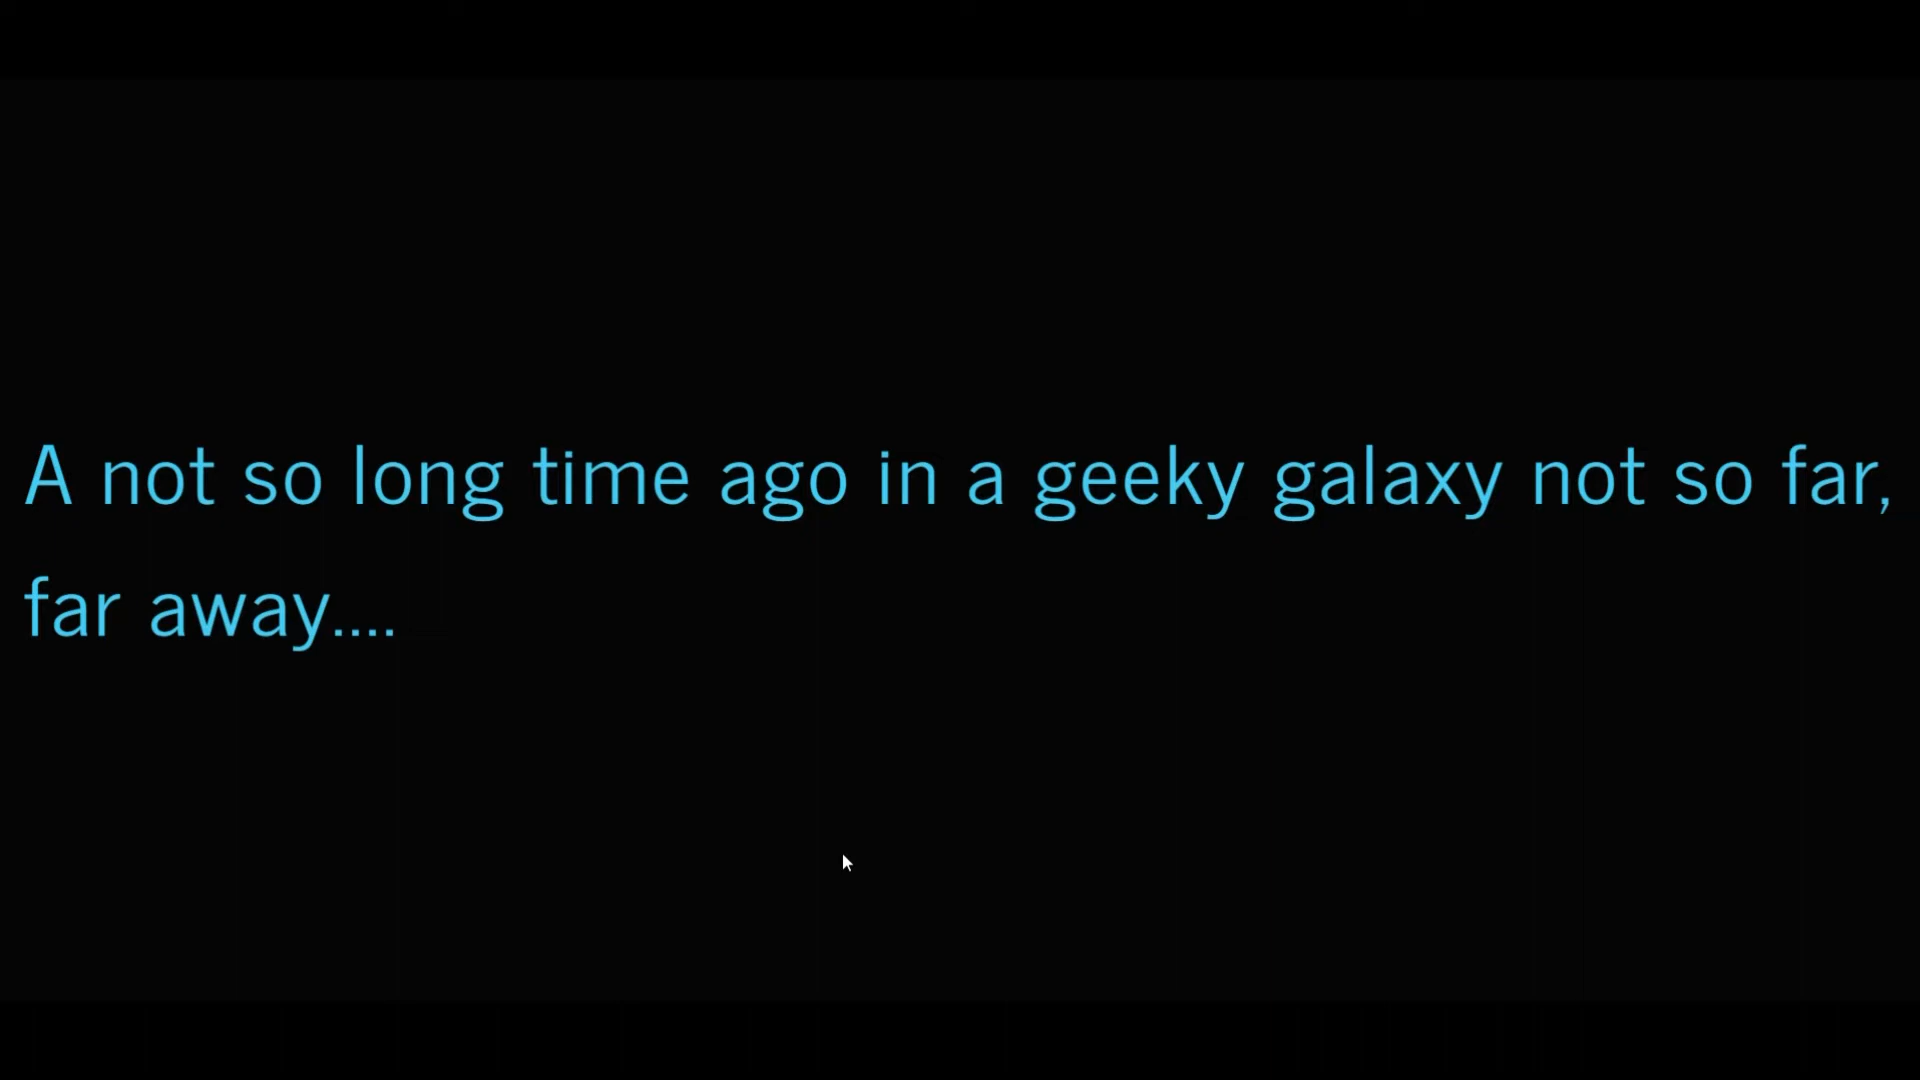 A not so long time ago in a geeky galaxy not so far,
far away....